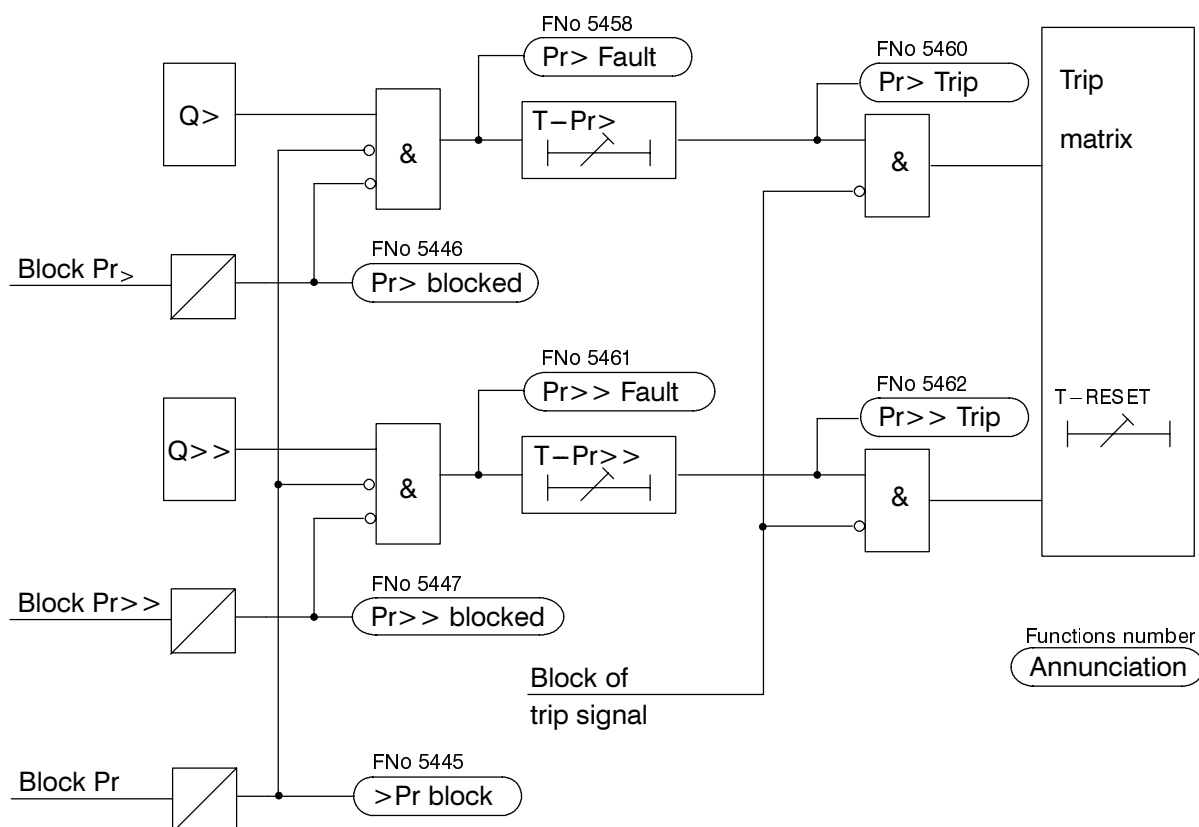 FNo 5458
Pr> Fault
FNo 5460
Pr> Trip
Trip
matrix
Q>
&
T–Pr>
&
FNo 5446
Block Pr>
Pr> blocked
FNo 5461
Pr>> Fault
FNo 5462
Pr>> Trip
T–RESET
Q>>
&
T–Pr>>
&
FNo 5447
Block Pr>>
Pr>> blocked
Functions number
Annunciation
Block of
trip signal
FNo 5445
Block Pr
>Pr block